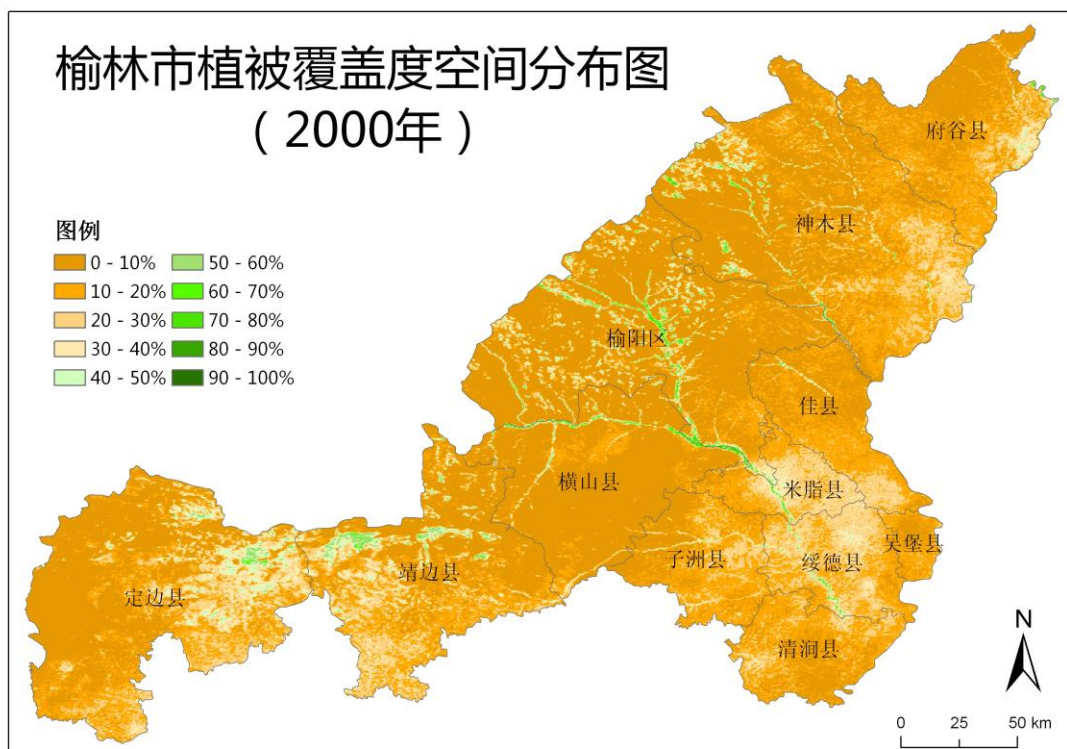 榆林市植被覆盖度空间分布图
（2000年）
图例
0 - 10%
10 - 20%
20 - 30%
30 - 40%
40 - 50%
50 - 60%
60 - 70%
70 - 80%
80 - 90%
90 - 100%
府谷县
神木县
榆阳区
佳县
横山县
米脂县
吴堡县
子洲县
绥德县
靖边县
定边县
清涧县
N
0 25 50 km